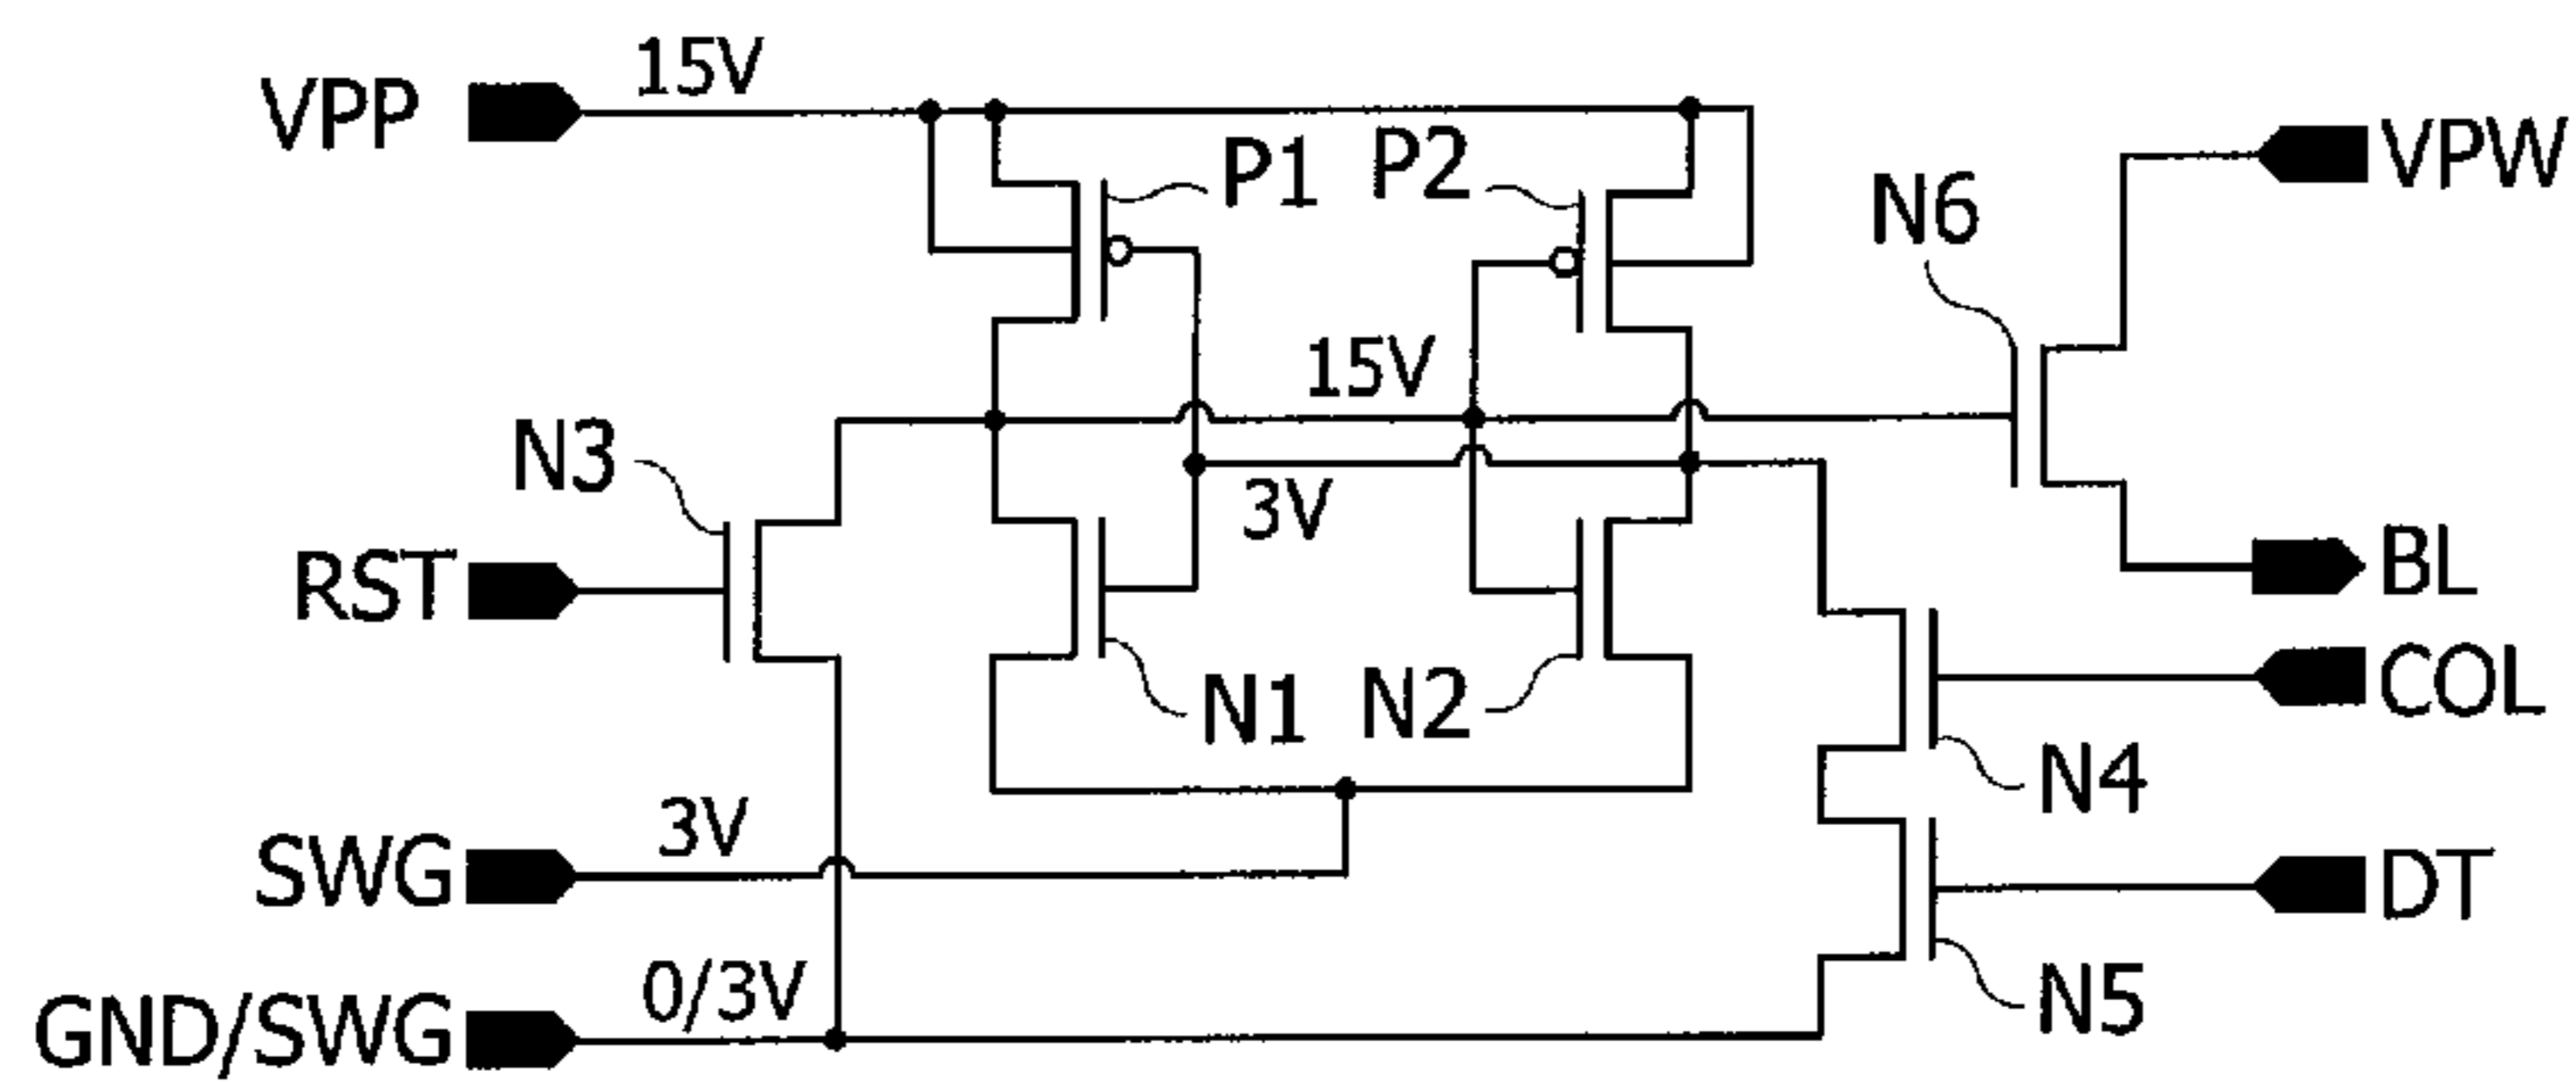 15V
VPP
P1
P2
VPW
N6
15V
N3
3V
RST
BL
N1
N2
COL
N4
3V
SWG
DT
0/3V
N5
GND/SWG